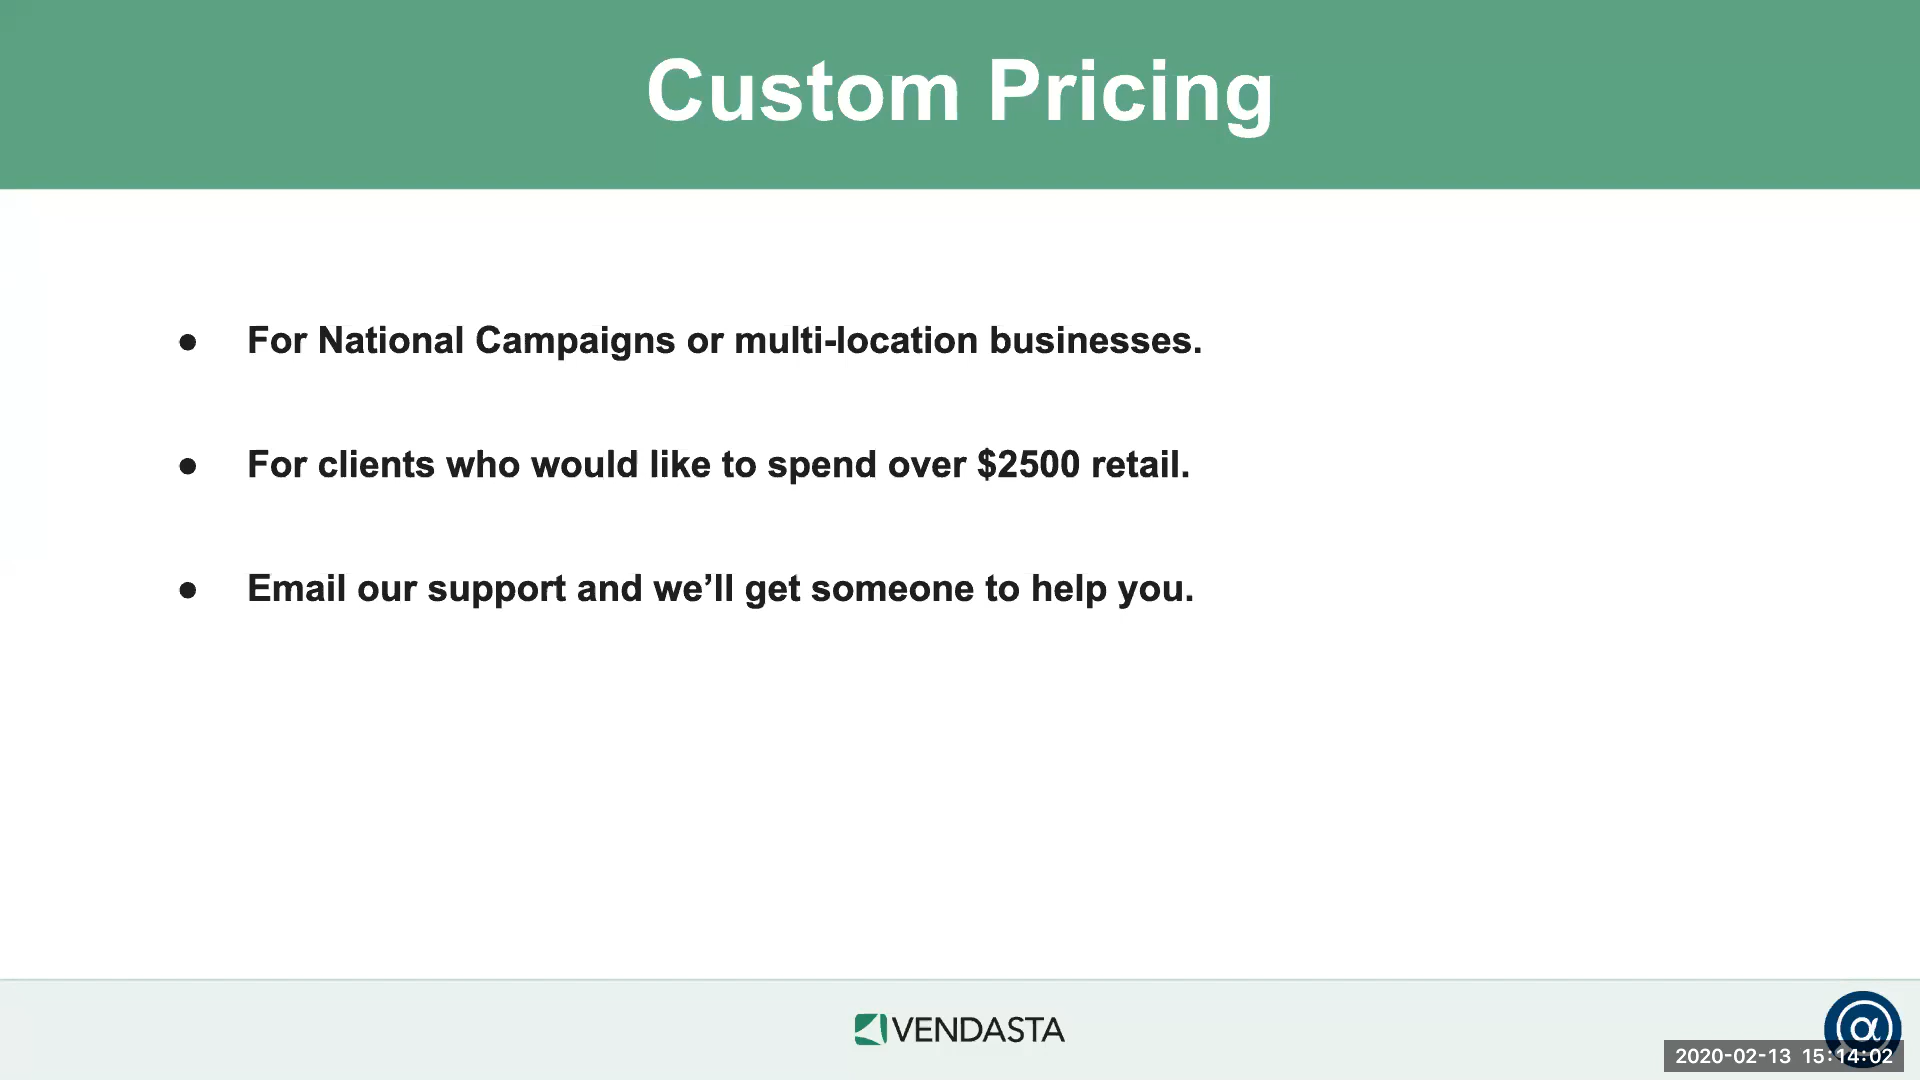 Custom Pricing
● For National Campaigns or multi-location businesses.
● For clients who would like to spend over $2500 retail.
● Email our support and we’ll get someone to help you.
VENDASTA
α
2020-02-13 15:14:02